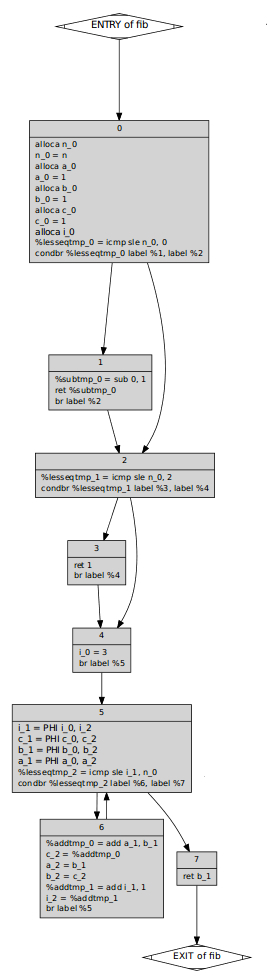 ENTRY of fib
0
alloca n_0
n_0 = n
alloca a_0
a_0 = 1
alloca b_0
b_0 = 1
alloca c_0
c_0 = 1
alloca i_0
%lesseqtmp_0 = icmp sle n_0, 0
condbr %lesseqtmp_0 label %1, label %2
1
%subtmp_0 = sub 0, 1
ret %subtmp_0
br label %2
2
%lesseqtmp_1 = icmp sle n_0, 2
condbr %lesseqtmp_1 label %3, label %4
3
ret 1
br label %4
4
i_0 = 3
br label %5
5
i_1 = PHI i_0, i_2
c_1 = PHI c_0, c_2
b_1 = PHI b_0, b_2
a_1 = PHI a_0, a_2
%lesseqtmp_2 = icmp sle i_1, n_0
condbr %lesseqtmp_2 label %6, label %7
6
%addtmp_0 = add a_1, b_1
c_2 = %addtmp_0
a_2 = b_1
b_2 = c_2
%addtmp_1 = add i_1, 1
i_2 = %addtmp_1
br label %5
7
ret b_1
EXIT of fib